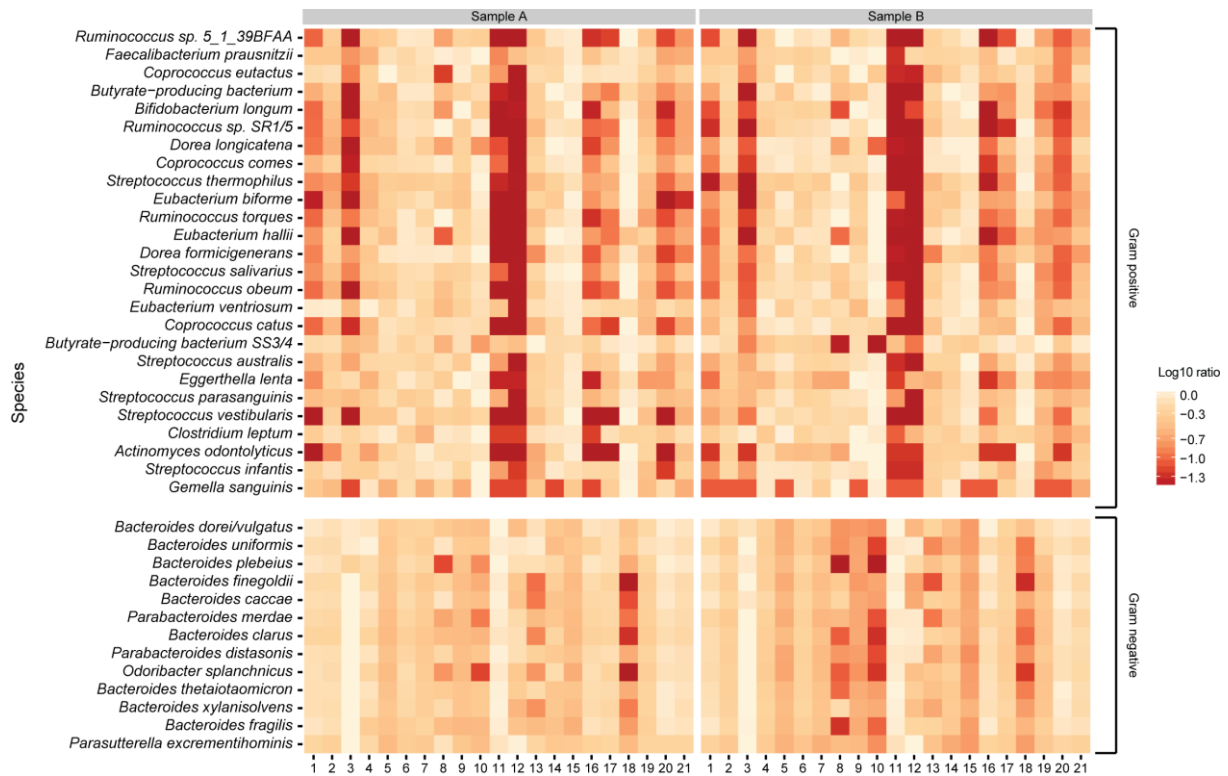 Sample A
Sample B
Ruminococcus sp. 5_1_39BFAA
Faecalibacterium prausnitzii
Coprococcus eutactus
Butyrate−producing bacterium
Bifidobacterium longum
Ruminococcus sp. SR1/5
Dorea longicatena
Coprococcus comes
Streptococcus thermophilus
Eubacterium biforme
Ruminococcus torques
Eubacterium hallii
Dorea formicigenerans
Streptococcus salivarius
Ruminococcus obeum
Eubacterium ventriosum
Coprococcus catus
Butyrate−producing bacterium SS3/4
Streptococcus australis
Eggerthella lenta
Streptococcus parasanguinis
Streptococcus vestibularis
Clostridium leptum
Actinomyces odontolyticus
Streptococcus infantis
Gemella sanguinis
Bacteroides dorei/vulgatus
Bacteroides uniformis
Bacteroides plebeius
Bacteroides finegoldii
Bacteroides caccae
Parabacteroides merdae
Bacteroides clarus
Parabacteroides distasonis
Odoribacter splanchnicus
Bacteroides thetaiotaomicron
Bacteroides xylanisolvens
Bacteroides fragilis
Parasutterella excrementihominis
1 2 3 4 5 6 7 8 9 10 11 12 13 14 15 16 17 18 19 20 21
1 2 3 4 5 6 7 8 9 10 11 12 13 14 15 16 17 18 19 20 21
Species
Gram positive
Gram negative
Log10 ratio
0.0
−0.3
−0.7
−1.0
−1.3